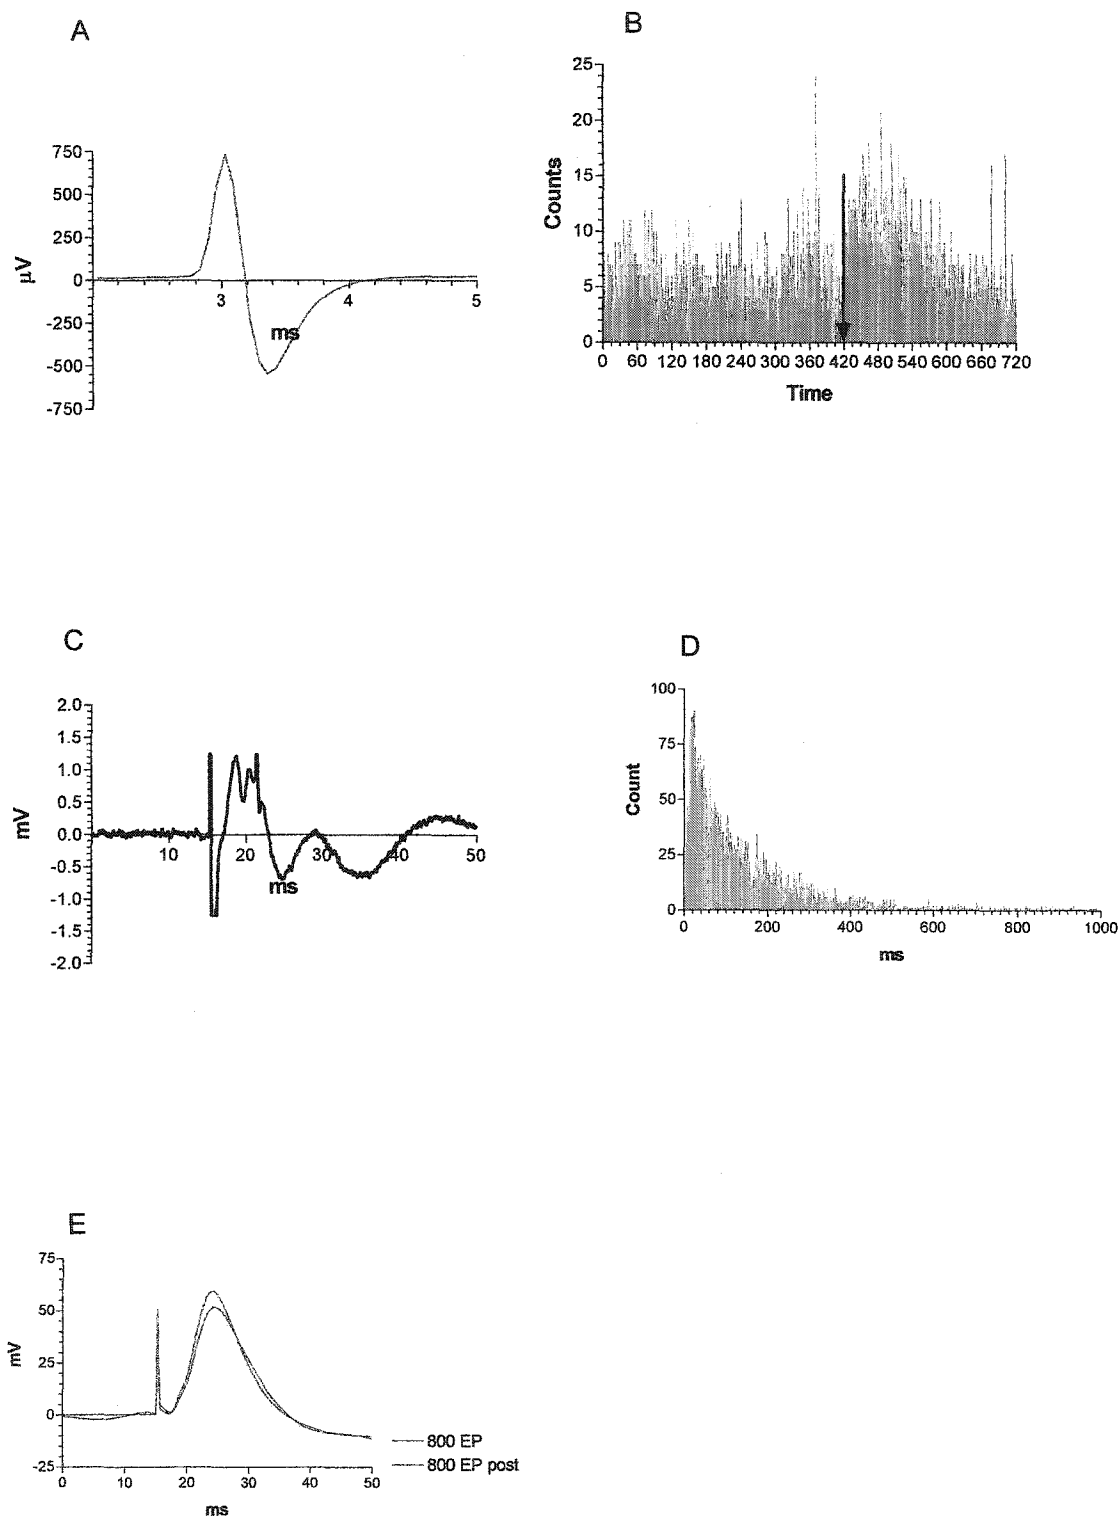 A
750
500
250
0
-250
-500
-750
µV
3
4
5
ms
B
25
20
15
10
5
0
Counts
0 60 120 180 240 300 360 420 480 540 600 660 720
Time
C
2.0
1.5
1.0
0.5
0.0
-0.5
-1.0
-1.5
-2.0
mV
10 20 30 40 50
ms
D
100
75
50
25
0
Count
0 200 400 600 800 1000
ms
E
75
50
25
0
-25
mV
0 10 20 30 40 50
ms
800 EP
800 EP post